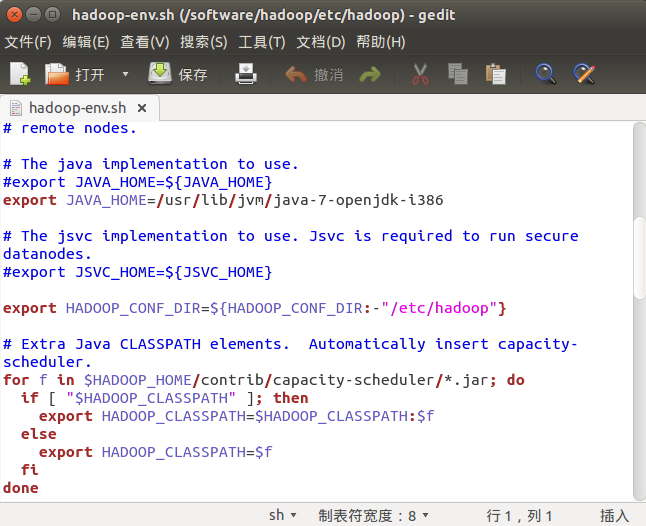 hadoop-env.sh (/software/hadoop/etc/hadoop) - gedit
文件(F) 编辑(E) 查看(V) 搜索(S) 工具(T) 文档(D) 帮助(H)
打开 保存 撤消
hadoop-env.sh
# remote nodes.
# The java implementation to use.
#export JAVA_HOME=${JAVA_HOME}
export JAVA_HOME=/usr/lib/jvm/java-7-openjdk-i386
# The jsvc implementation to use. Jsvc is required to run secure
datanodes.
#export JSVC_HOME=${JSVC_HOME}
export HADOOP_CONF_DIR=${HADOOP_CONF_DIR:-"/etc/hadoop"}
# Extra Java CLASSPATH elements.  Automatically insert capacity-
scheduler.
for f in $HADOOP_HOME/contrib/capacity-scheduler/*.jar; do
  if [ "$HADOOP_CLASSPATH" ]; then
    export HADOOP_CLASSPATH=$HADOOP_CLASSPATH:$f
  else
    export HADOOP_CLASSPATH=$f
  fi
done
sh 制表符宽度：8 行 1，列 1 插入